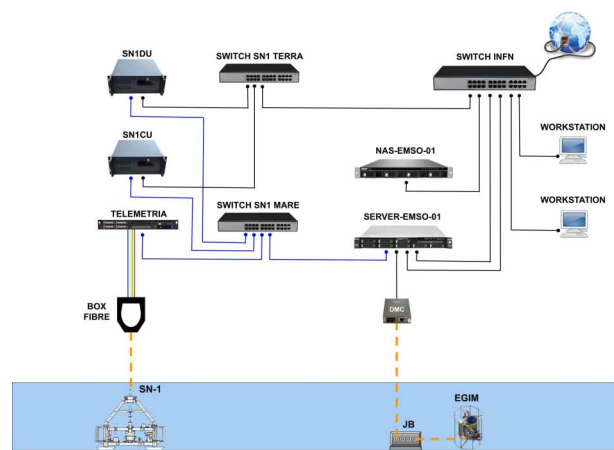 SN1DU
SWITCH SN1 TERRA
SWITCH INFN
WORKSTATION
SN1CU
NAS-EMSO-01
WORKSTATION
TELEMETRIA
SWITCH SN1 MARE
SERVER-EMSO-01
BOX
FIBRE
DMC
SN-1
EGIM
JB